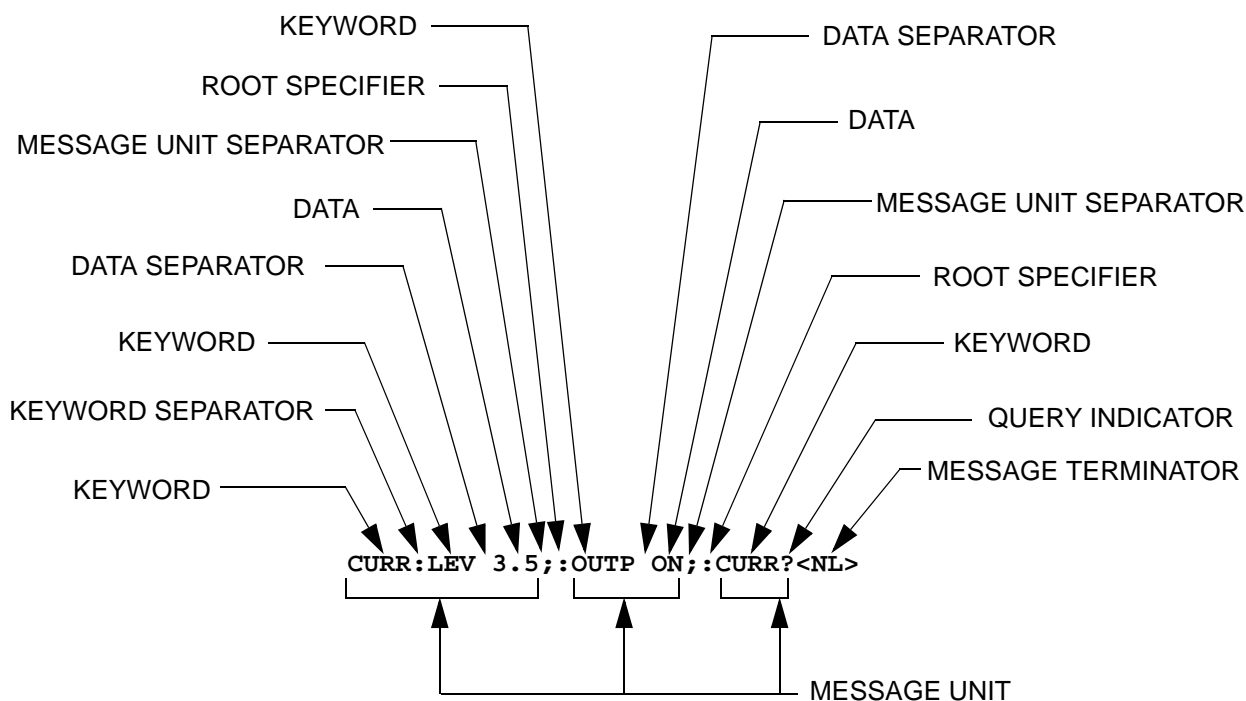 KEYWORD
DATA SEPARATOR
ROOT SPECIFIER
DATA
MESSAGE UNIT SEPARATOR
DATA
MESSAGE UNIT SEPARATOR
DATA SEPARATOR
ROOT SPECIFIER
KEYWORD
KEYWORD
KEYWORD SEPARATOR
QUERY INDICATOR
KEYWORD
MESSAGE TERMINATOR
CURR:LEV 3.5;:OUTP ON;:CURR?<NL>
MESSAGE UNIT